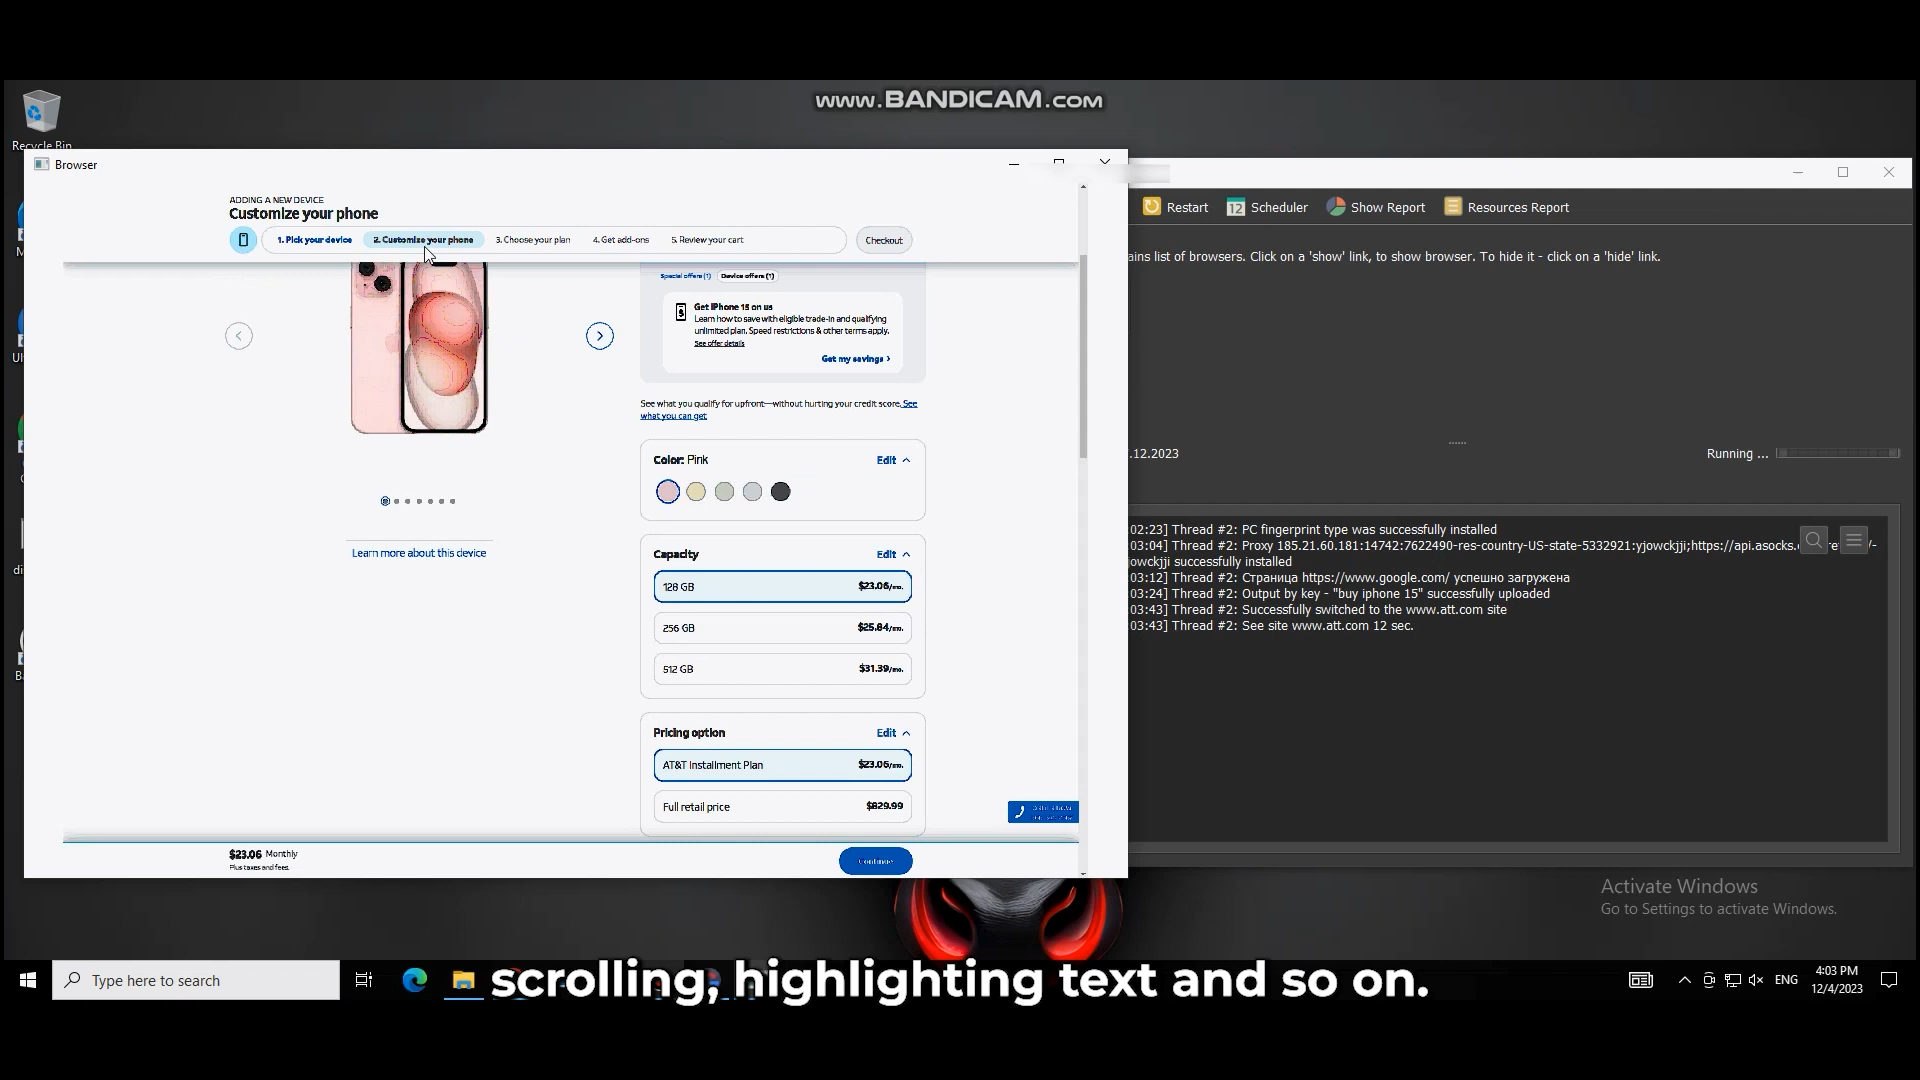 www.BANDICAM.com
Recycle Bin
Browser
ADDING A NEW DEVICE
Customize your phone
1. Pick your device
2. Customize your phone
3. Choose your plan
4. Get add-ons
5. Review your cart
Checkout
Special offers (1)
Device offers (1)
Get iPhone 15 on us
Learn how to save with eligible trade-in and qualifying
unlimited plan. Speed restrictions & other terms apply.
See offer details
Get my savings
See what you qualify for upfront—without hurting your credit score. See
what you can get
Color: Pink
Edit
Learn more about this device
Capacity
Edit
128 GB
$23.06/mo.
256 GB
$25.84/mo.
512 GB
$31.39/mo.
Pricing option
Edit
AT&T Installment Plan
$23.06/mo.
Full retail price
$829.99
$23.06 Monthly
Plus taxes and fees.
Continue
Restart
12
Scheduler
Show Report
Resources Report
ains list of browsers. Click on a 'show' link, to show browser. To hide it - click on a 'hide' link.
.12.2023
Running ...
02:23] Thread #2: PC fingerprint type was successfully installed
03:04] Thread #2: Proxy 185.21.60.181:14742:7622490-res-country-US-state-5332921:yjowckjji;https://api.asocks.
jowckjji successfully installed
03:12] Thread #2: Страница https://www.google.com/ успешно загружена
03:24] Thread #2: Output by key - "buy iphone 15" successfully uploaded
03:43] Thread #2: Successfully switched to the www.att.com site
03:43] Thread #2: See site www.att.com 12 sec.
Activate Windows
Go to Settings to activate Windows.
Type here to search
scrolling, highlighting text and so on.
ENG
4:03 PM
12/4/2023